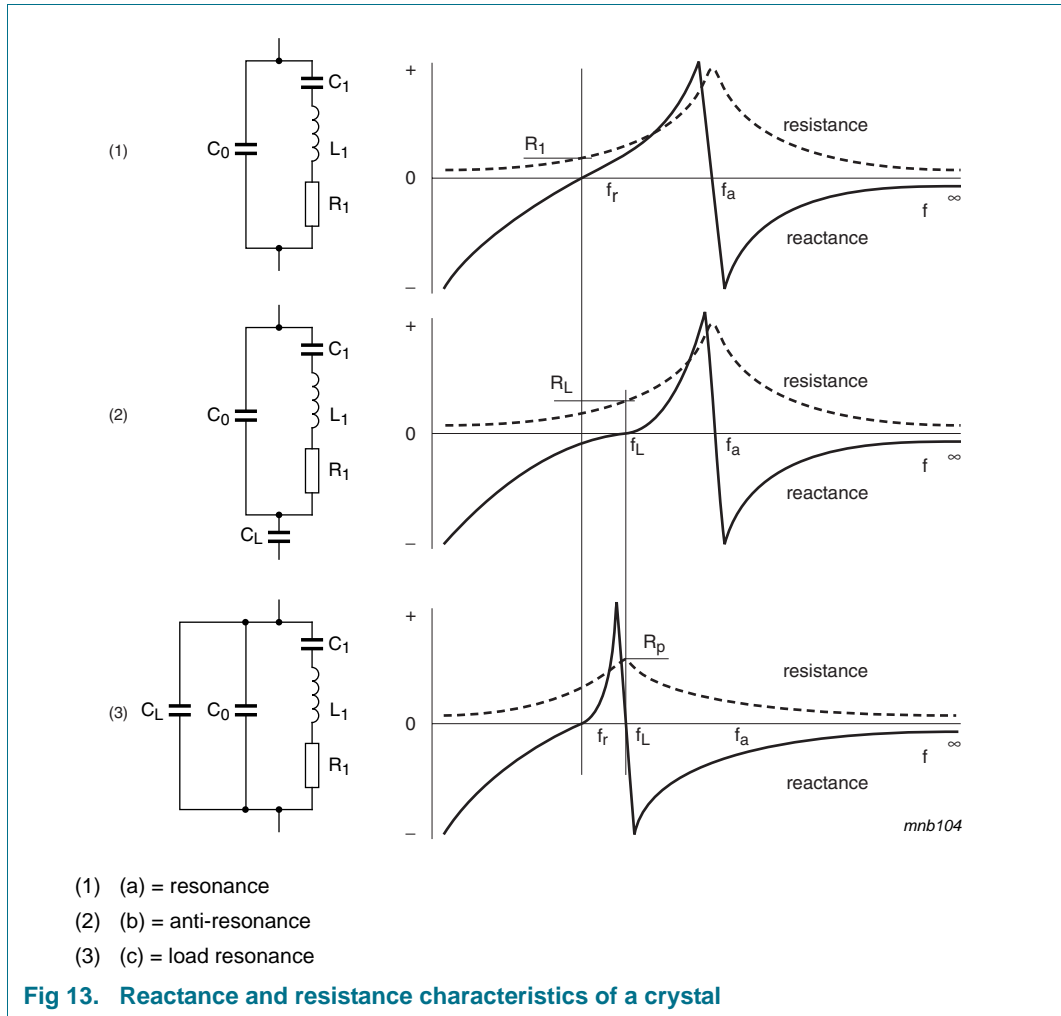 C1
+
C0
L1
R1
(1)
R1
resistance
0
fr
fa
f
∞
reactance
−
C1
+
C0
L1
R1
CL
(2)
RL
resistance
0
fL
fa
f
∞
reactance
−
C1
+
CL
C0
L1
R1
(3)
Rp
resistance
0
fr
fL
fa
f
∞
reactance
−
mnb104
(1) (a) = resonance
(2) (b) = anti-resonance
(3) (c) = load resonance
Fig 13. Reactance and resistance characteristics of a crystal